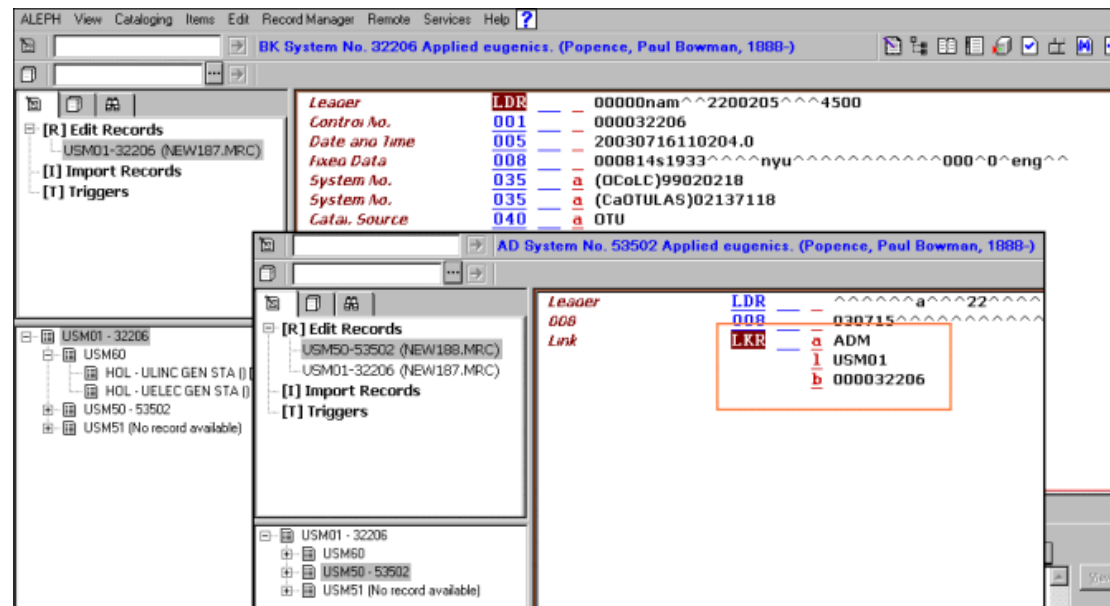 ALEPH View Cataloging Items Edit Record Manager Remote Services Help ?
BK System No. 32206 Applied eugenics. (Popence, Paul Bowman, 1888-)
[R] Edit Records
USM01-32206 (NEW187.MRC)
[I] Import Records
[T] Triggers
Leader LDR 00000nam^^2200205^^^4500
Control No. 001 000032206
Date and Time 005 20030716110204.0
Fixed Data 008 000814s1933^^^^nyu^^^^^^^^^^^^000^0^eng^^
System No. 035 a (OCoLC)99020218
System No. 035 a (CaOTULAS)02137118
Catal. Source 040 a OTU
USM01 - 32206
USM60
HOL - ULINC GEN STA () [
HOL - UELEC GEN STA ()
USM50 - 53502
USM51 (No record available)
AD System No. 53502 Applied eugenics. (Popence, Paul Bowman, 1888-)
[R] Edit Records
USM50-53502 (NEW188.MRC)
USM01-32206 (NEW187.MRC)
[I] Import Records
[T] Triggers
Leader LDR ^^^^^^a^^^22^^^^
008 008 030715^^^^^^^^^^^
Link LKR a ADM
l USM01
b 000032206
USM01 - 32206
USM60
USM50 - 53502
USM51 (No record available)